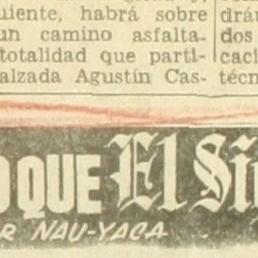 uiente, habrá sobre
un camino asfalta-
totalidad que parti-
alzada Agustín Cas-
drá
dos
caci
técn
O QUE El Si
R NAU-YACA